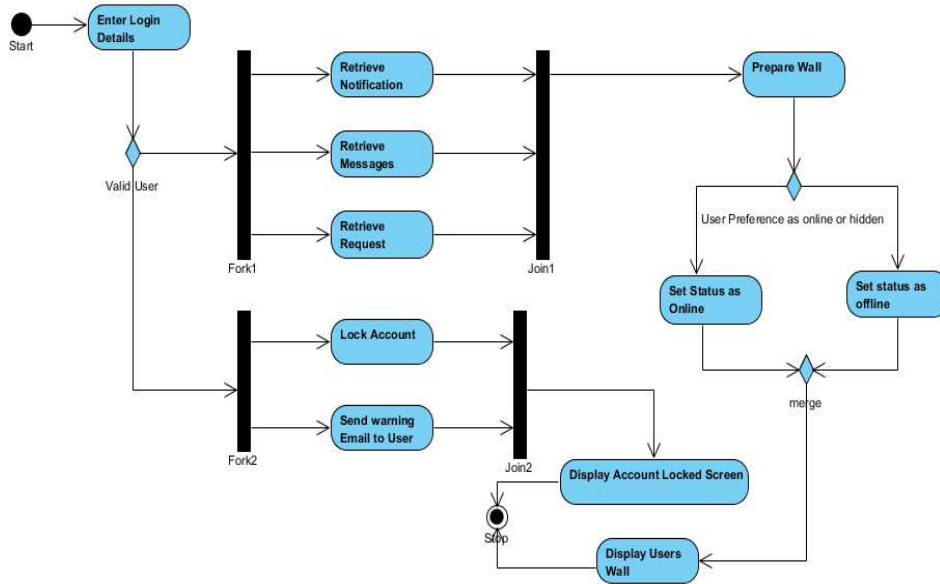 Enter Login
Details
Start
Valid User
Fork1
Retrieve
Notification
Retrieve
Messages
Retrieve
Request
Join1
Prepare Wall
User Preference as online or hidden
Set Status as
Online
Set status as
offline
merge
Fork2
Lock Account
Send warning
Email to User
Join2
Display Account Locked Screen
Stop
Display Users
Wall